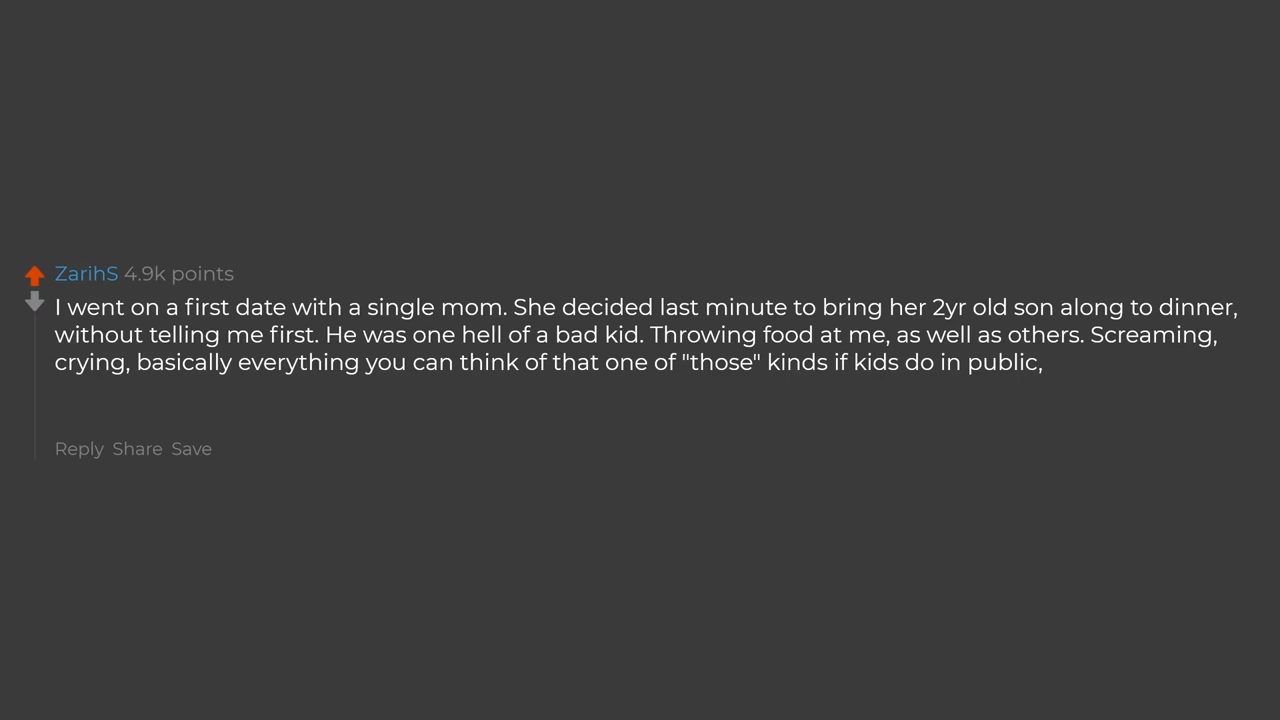 ZarihS 4.9k points
I went on a first date with a single mom. She decided last minute to bring her 2yr old son along to dinner,
without telling me first. He was one hell of a bad kid. Throwing food at me, as well as others. Screaming,
crying, basically everything you can think of that one of "those" kinds if kids do in public,
Reply Share Save